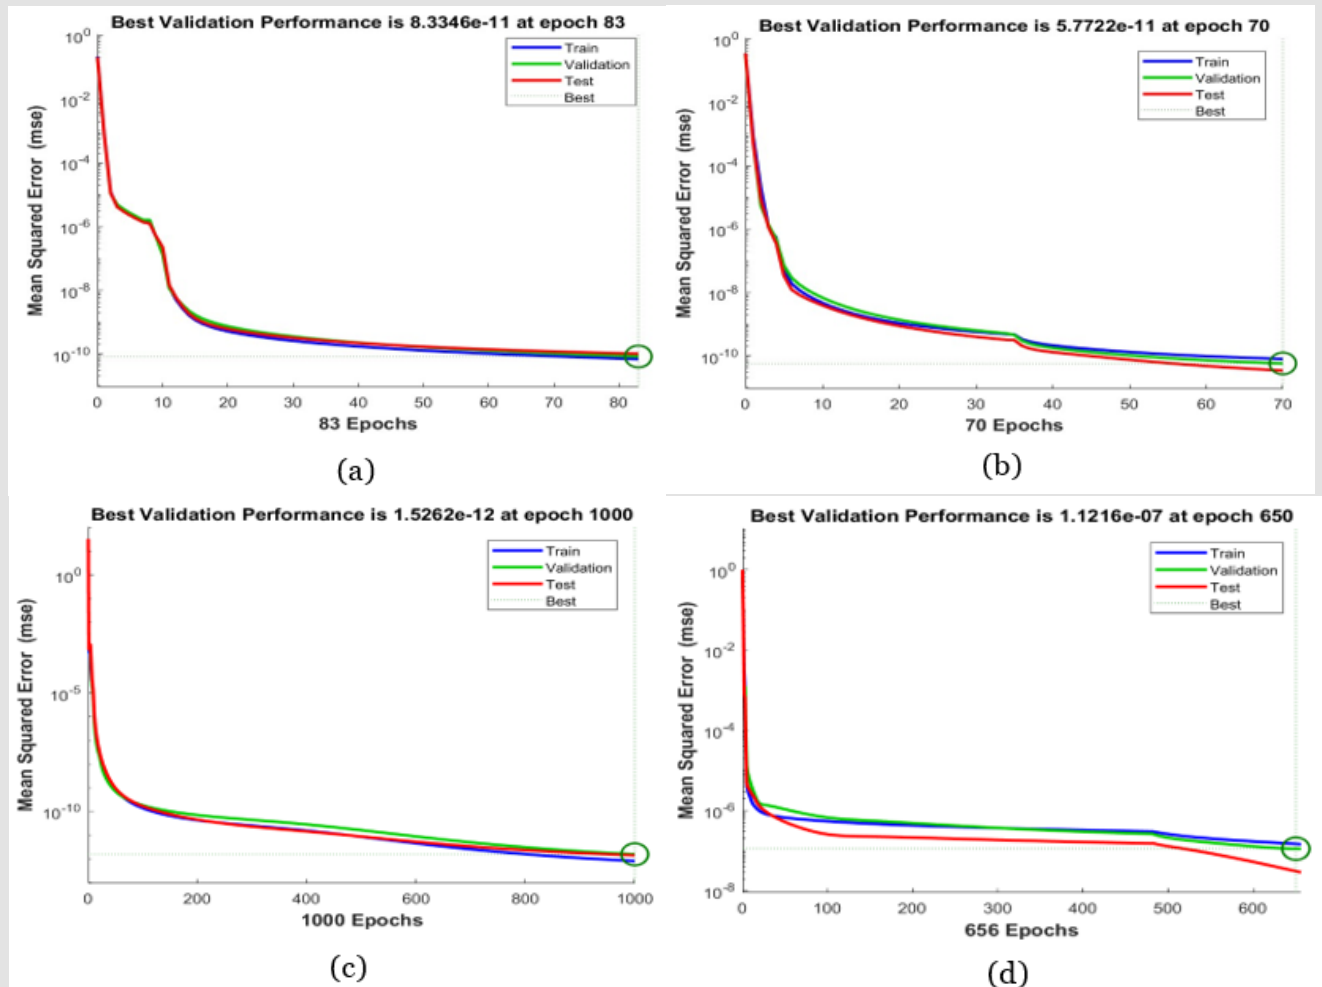 Best Validation Performance is 8.3346e-11 at epoch 83
10^0
10^-2
10^-4
10^-6
10^-8
10^-10
Mean Squared Error (mse)
Train
Validation
Test
Best
0 10 20 30 40 50 60 70 80
83 Epochs
(a)
Best Validation Performance is 5.7722e-11 at epoch 70
10^0
10^-2
10^-4
10^-6
10^-8
10^-10
Mean Squared Error (mse)
Train
Validation
Test
Best
0 10 20 30 40 50 60 70
70 Epochs
(b)
Best Validation Performance is 1.5262e-12 at epoch 1000
10^0
10^-5
10^-10
Mean Squared Error (mse)
Train
Validation
Test
Best
0 200 400 600 800 1000
1000 Epochs
(c)
Best Validation Performance is 1.1216e-07 at epoch 650
10^0
10^-2
10^-4
10^-6
10^-8
Mean Squared Error (mse)
Train
Validation
Test
Best
0 100 200 300 400 500 600
656 Epochs
(d)